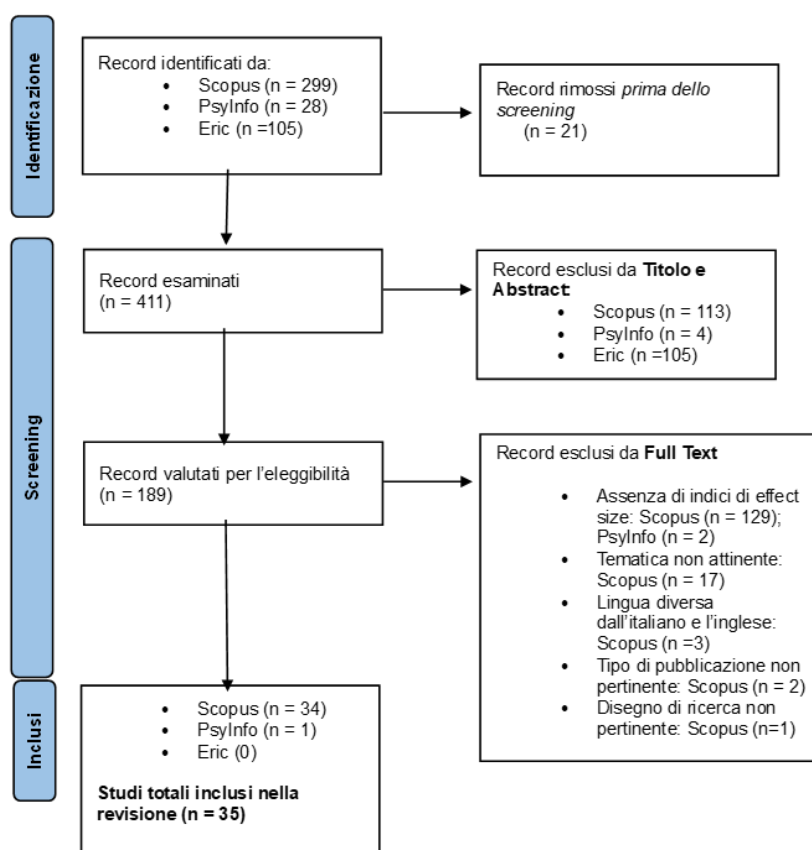 Identificazione
Record identificati da:
• Scopus (n = 299)
• PsyInfo (n = 28)
• Eric (n =105)
Record rimossi prima dello
screening
(n = 21)
Screening
Record esaminati
(n = 411)
Record esclusi da Titolo e
Abstract:
• Scopus (n = 113)
• PsyInfo (n = 4)
• Eric (n =105)
Record valutati per l'eleggibilità
(n = 189)
Record esclusi da Full Text
• Assenza di indici di effect
size: Scopus (n = 129);
PsyInfo (n = 2)
• Tematica non attinente:
Scopus (n = 17)
• Lingua diversa
dall'italiano e l'inglese:
Scopus (n =3)
• Tipo di pubblicazione non
pertinente: Scopus (n = 2)
• Disegno di ricerca non
pertinente: Scopus (n=1)
Inclusi
• Scopus (n = 34)
• PsyInfo (n = 1)
• Eric (0)
Studi totali inclusi nella
revisione (n = 35)